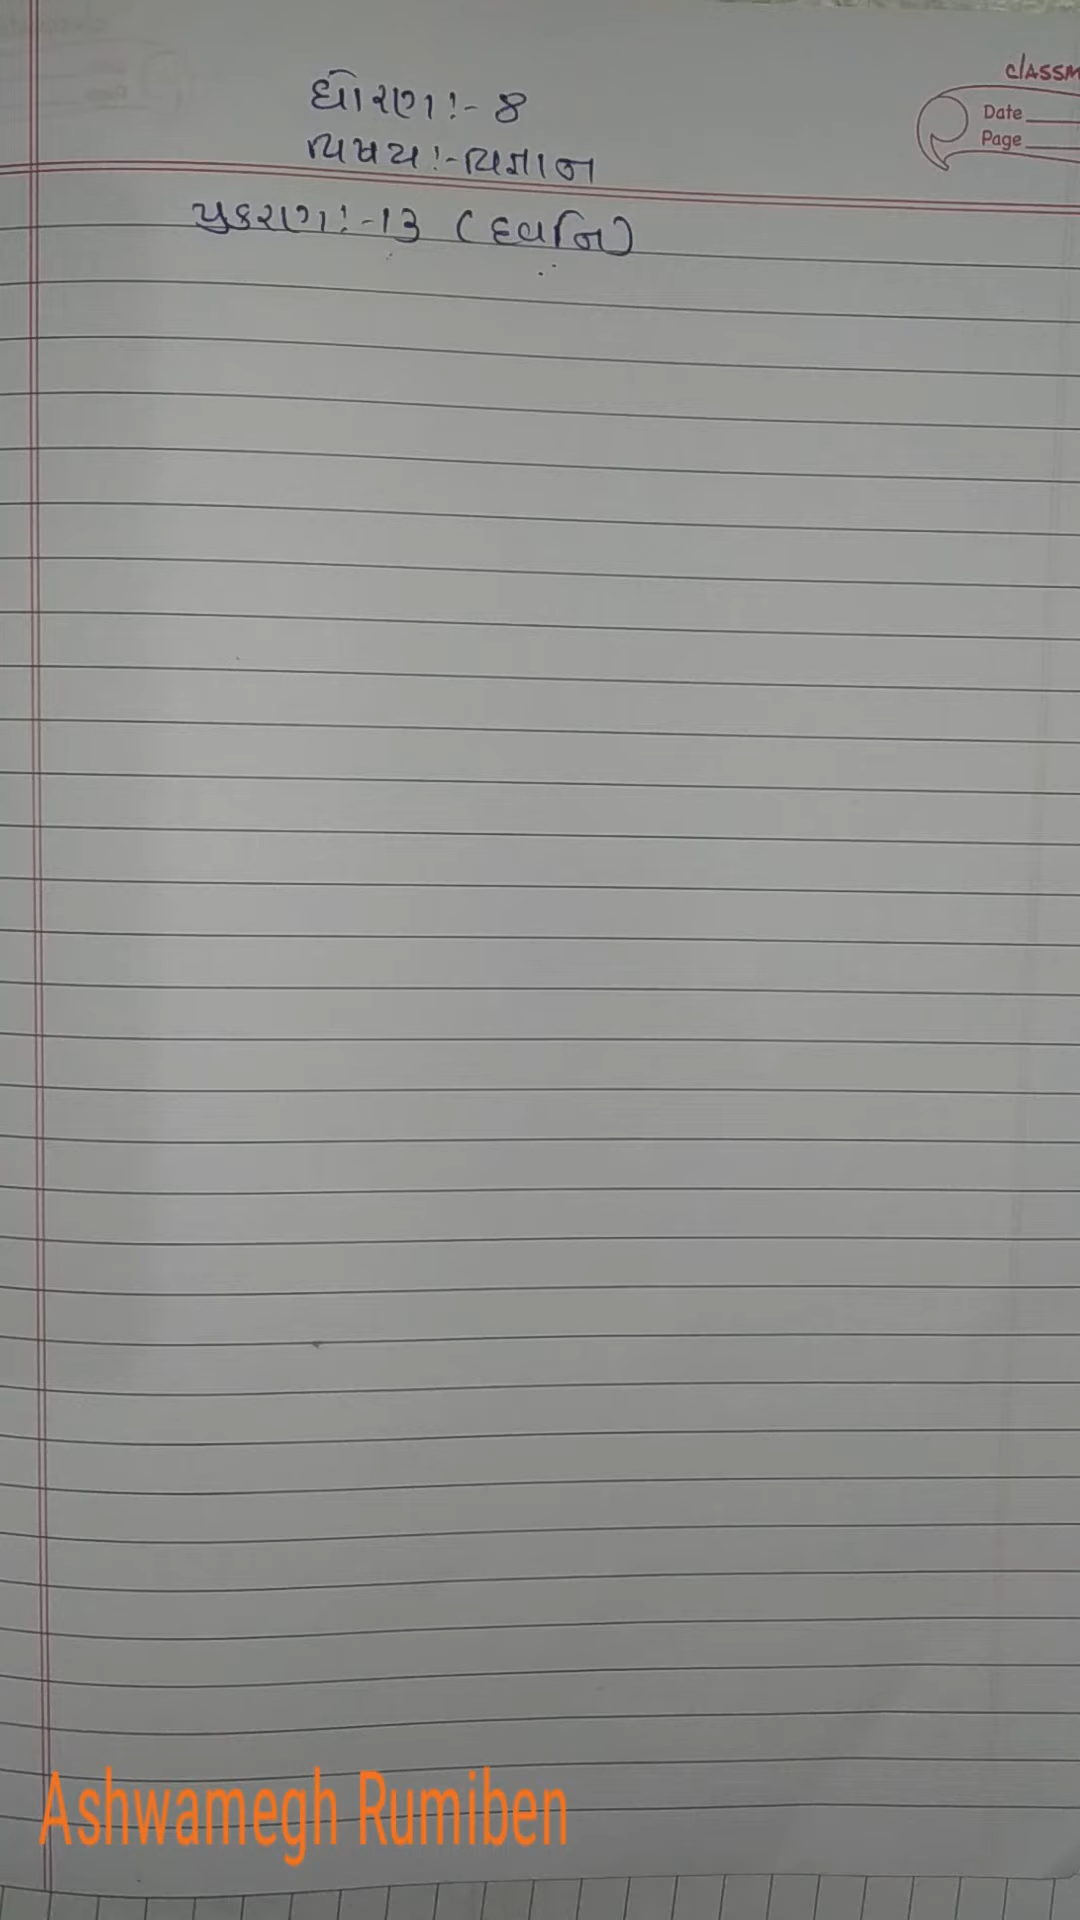 ધોરણ :- 8
વિષય :- વિજ્ઞાન
પ્રકરણ :- 13 (ધ્વનિ)
classm
Date
Page
Ashwamegh Rumiben